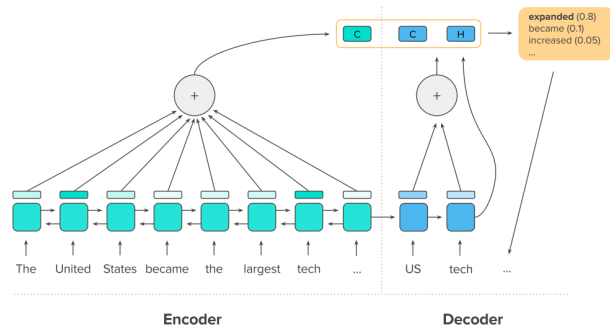 C
C
H
expanded (0.8)
became (0.1)
increased (0.05)
...
+
+
The United States became the largest tech ... US tech ...
Encoder
Decoder